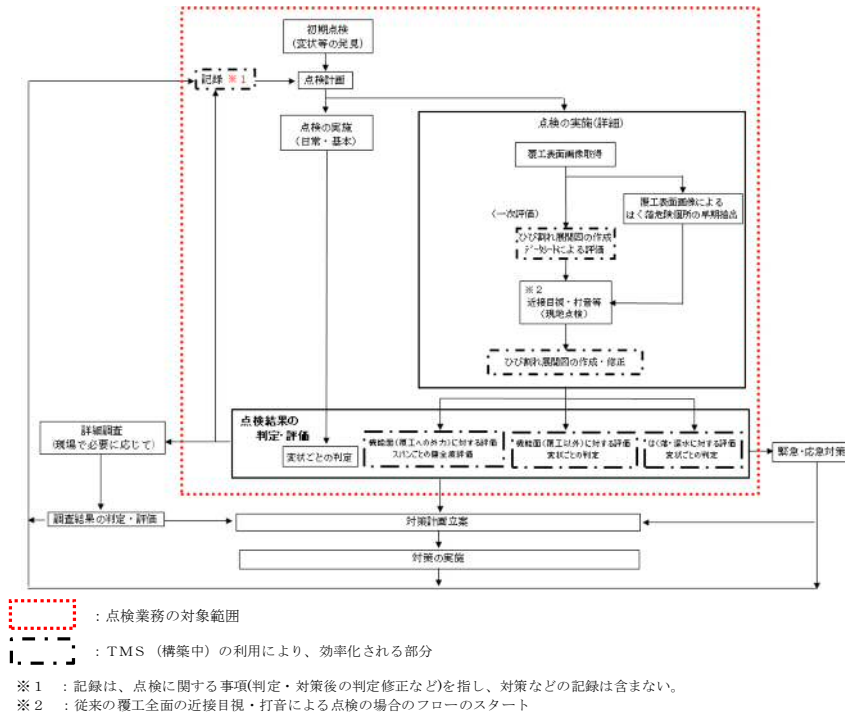 初期点検
(変状等の発見)
記録 ※1
点検計画
点検の実施
(日常・基本)
点検の実施(詳細)
覆工表面画像取得
覆工表面画像による
はく落危険個所の早期抽出
(一次評価)
ひび割れ展開図の作成
データシートによる評価
※2
近接目視・打音等
(現地点検)
ひび割れ展開図の作成・修正
点検結果の
判定・評価
変状ごとの判定
機能面(覆工への外力)に対する評価
スパンごとの健全度評価
機能面(覆工以外)に対する評価
変状ごとの判定
はく落・漏水に対する評価
変状ごとの判定
詳細調査
(現場で必要に応じて)
緊急・応急対策
調査結果の判定・評価
対策計画立案
対策の実施
:点検業務の対象範囲
:TMS (構築中)の利用により、効率化される部分
※1 :記録は、点検に関する事項(判定・対策後の判定修正など)を指し、対策などの記録は含まない。
※2 :従来の覆工全面の近接目視・打音による点検の場合のフローのスタート